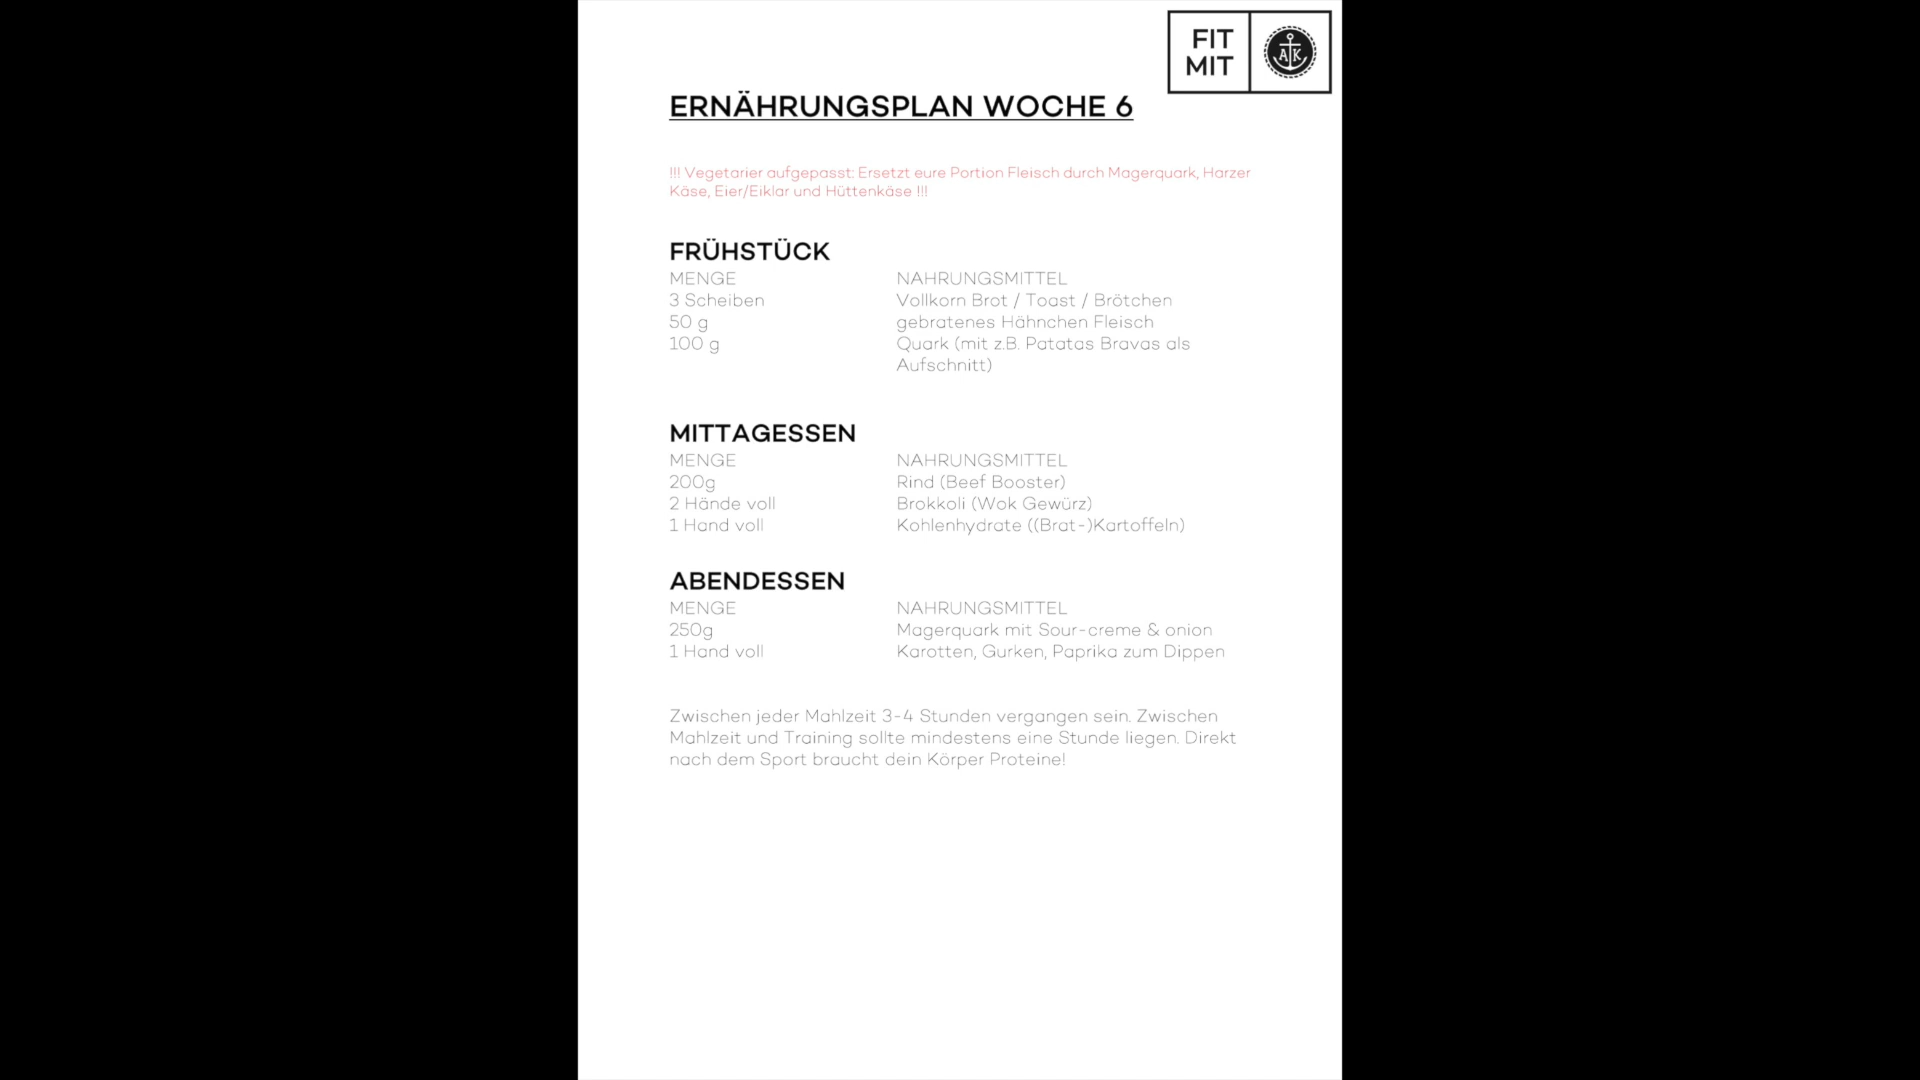 FIT
MIT
AK
ERNÄHRUNGSPLAN WOCHE 6
!!! Vegetarier aufgepasst: Ersetzt eure Portion Fleisch durch Magerquark, Harzer
Käse, Eier/Eiklar und Hüttenkäse !!!
FRÜHSTÜCK
MENGE NAHRUNGSMITTEL
3 Scheiben Vollkorn Brot / Toast / Brötchen
50 g gebratenes Hähnchen Fleisch
100 g Quark (mit z.B. Patatas Bravas als
Aufschnitt)
MITTAGESSEN
MENGE NAHRUNGSMITTEL
200g Rind (Beef Booster)
2 Hände voll Brokkoli (Wok Gewürz)
1 Hand voll Kohlenhydrate ((Brat-)Kartoffeln)
ABENDESSEN
MENGE NAHRUNGSMITTEL
250g Magerquark mit Sour-creme & onion
1 Hand voll Karotten, Gurken, Paprika zum Dippen
Zwischen jeder Mahlzeit 3-4 Stunden vergangen sein. Zwischen
Mahlzeit und Training sollte mindestens eine Stunde liegen. Direkt
nach dem Sport braucht dein Körper Proteine!